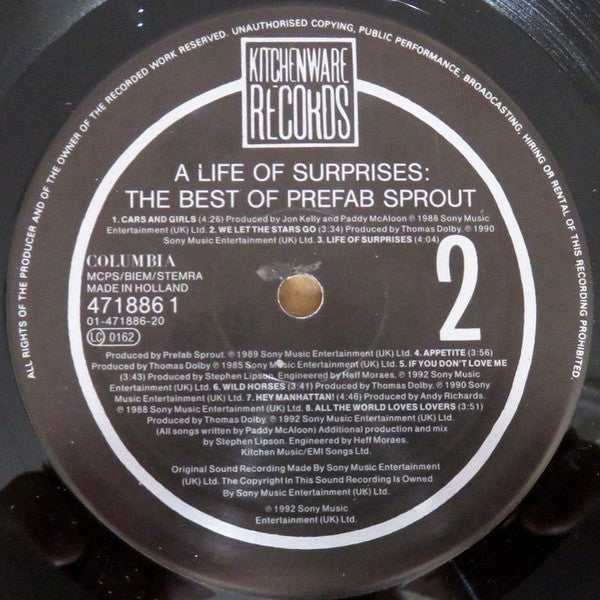 ALL RIGHTS OF THE PRODUCER AND OF THE OWNER OF THE RECORDED WORK RESERVED. UNAUTHORISED COPYING, PUBLIC PERFORMANCE, BROADCASTING, HIRING OR RENTAL OF THIS RECORDING PROHIBITED.
KITCHENWARE
RECORDS
A LIFE OF SURPRISES:
THE BEST OF PREFAB SPROUT
1. CARS AND GIRLS (4:26) Produced by Jon Kelly and Paddy McAloon ℗ 1988 Sony Music
Entertainment (UK) Ltd. 2. WE LET THE STARS GO (3:34) Produced by Thomas Dolby. ℗ 1990
Sony Music Entertainment (UK) Ltd. 3. LIFE OF SURPRISES (4:04)
COLUMBIA
MCPS/BIEM/STEMRA
MADE IN HOLLAND
471886 1
01-471886-20
LC 0162
2
Produced by Prefab Sprout. ℗ 1989 Sony Music Entertainment (UK) Ltd. 4. APPETITE (3:56)
Produced by Thomas Dolby ℗ 1985 Sony Music Entertainment (UK) Ltd. 5. IF YOU DON'T LOVE ME
(3:43) Produced by Stephen Lipson, Engineered by Heff Moraes. ℗ 1992 Sony Music Entertainment
(UK) Ltd. 6. WILD HORSES (3:41) Produced by Thomas Dolby. ℗ 1990 Sony Music
Entertainment (UK) Ltd. 7. HEY MANHATTAN! (4:46) Produced by Andy Richards.
℗ 1988 Sony Music Entertainment (UK) Ltd. 8. ALL THE WORLD LOVES LOVERS (3:51)
Produced by Thomas Dolby. ℗ 1992 Sony Music Entertainment (UK) Ltd.
(All songs written by Paddy McAloon) Additional production and mix
by Stephen Lipson. Engineered by Heff Moraes.
Kitchen Music/EMI Songs Ltd.
Original Sound Recording Made By Sony Music Entertainment
(UK) Ltd. The Copyright In This Sound Recording Is Owned
By Sony Music Entertainment (UK) Ltd.
℗ 1992 Sony Music
Entertainment (UK) Ltd.